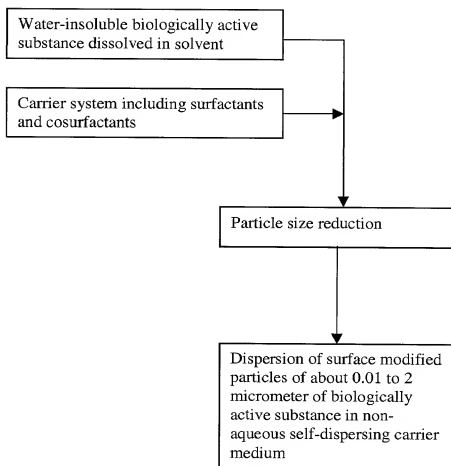 Water-insoluble biologically active
substance dissolved in solvent
Carrier system including surfactants
and cosurfactants
Particle size reduction
Dispersion of surface modified
particles of about 0.01 to 2
micrometer of biologically
active substance in non-
aqueous self-dispersing carrier
medium